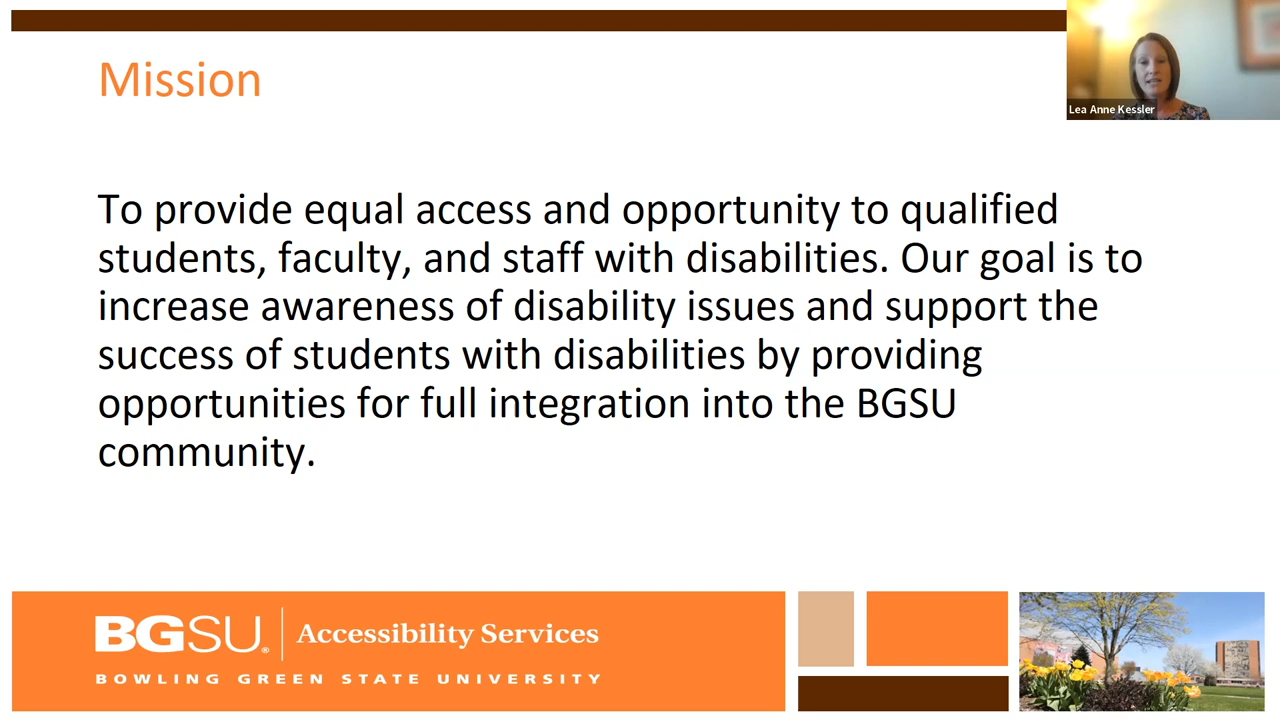 Mission
Lea Anne Kessler
To provide equal access and opportunity to qualified
students, faculty, and staff with disabilities. Our goal is to
increase awareness of disability issues and support the
success of students with disabilities by providing
opportunities for full integration into the BGSU
community.
BGSU® Accessibility Services
BOWLING GREEN STATE UNIVERSITY